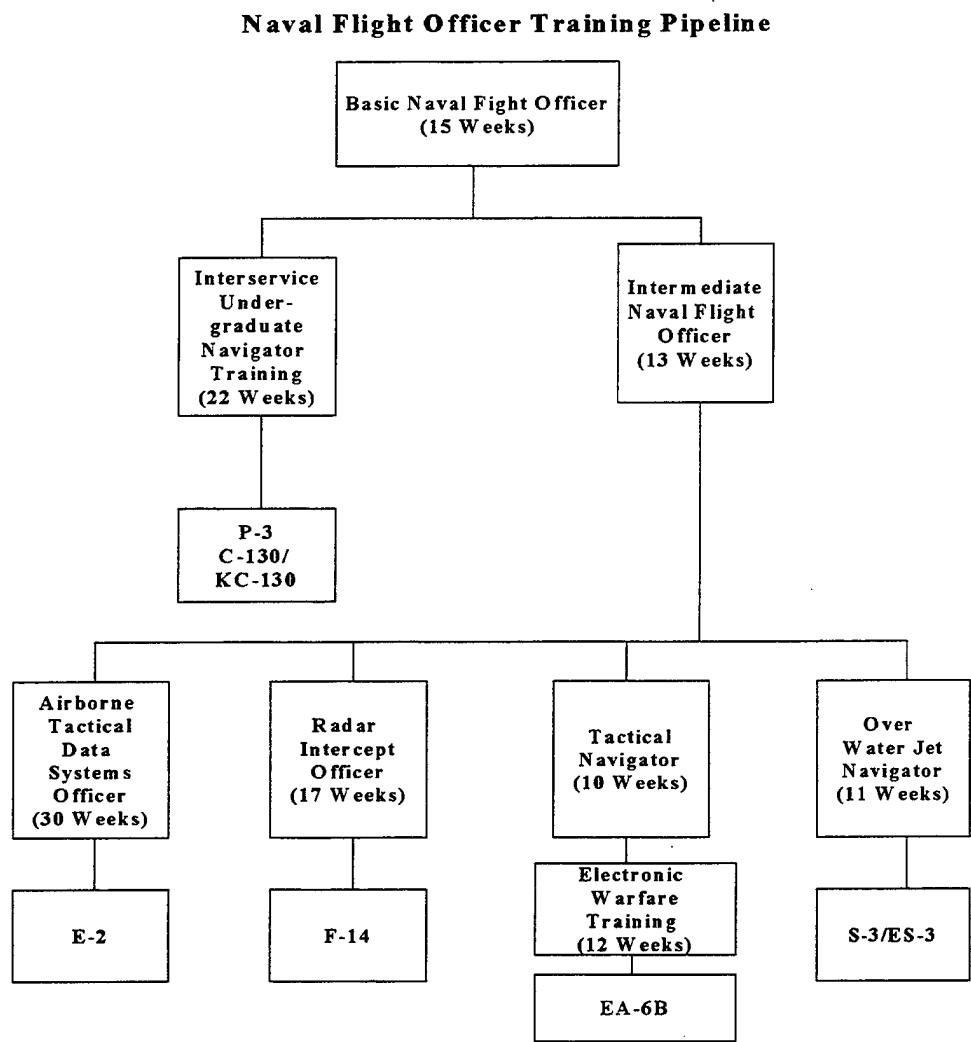 Naval Flight Officer Training Pipeline
Basic Naval Fight Officer
(15 Weeks)
Interservice
Under-
graduate
Navigator
Training
(22 Weeks)
Intermediate
Naval Flight
Officer
(13 Weeks)
P-3
C-130/
KC-130
Airborne
Tactical
Data
Systems
Officer
(30 Weeks)
Radar
Intercept
Officer
(17 Weeks)
Tactical
Navigator
(10 Weeks)
Over
Water Jet
Navigator
(11 Weeks)
E-2
F-14
Electronic
Warfare
Training
(12 Weeks)
S-3/ES-3
EA-6B